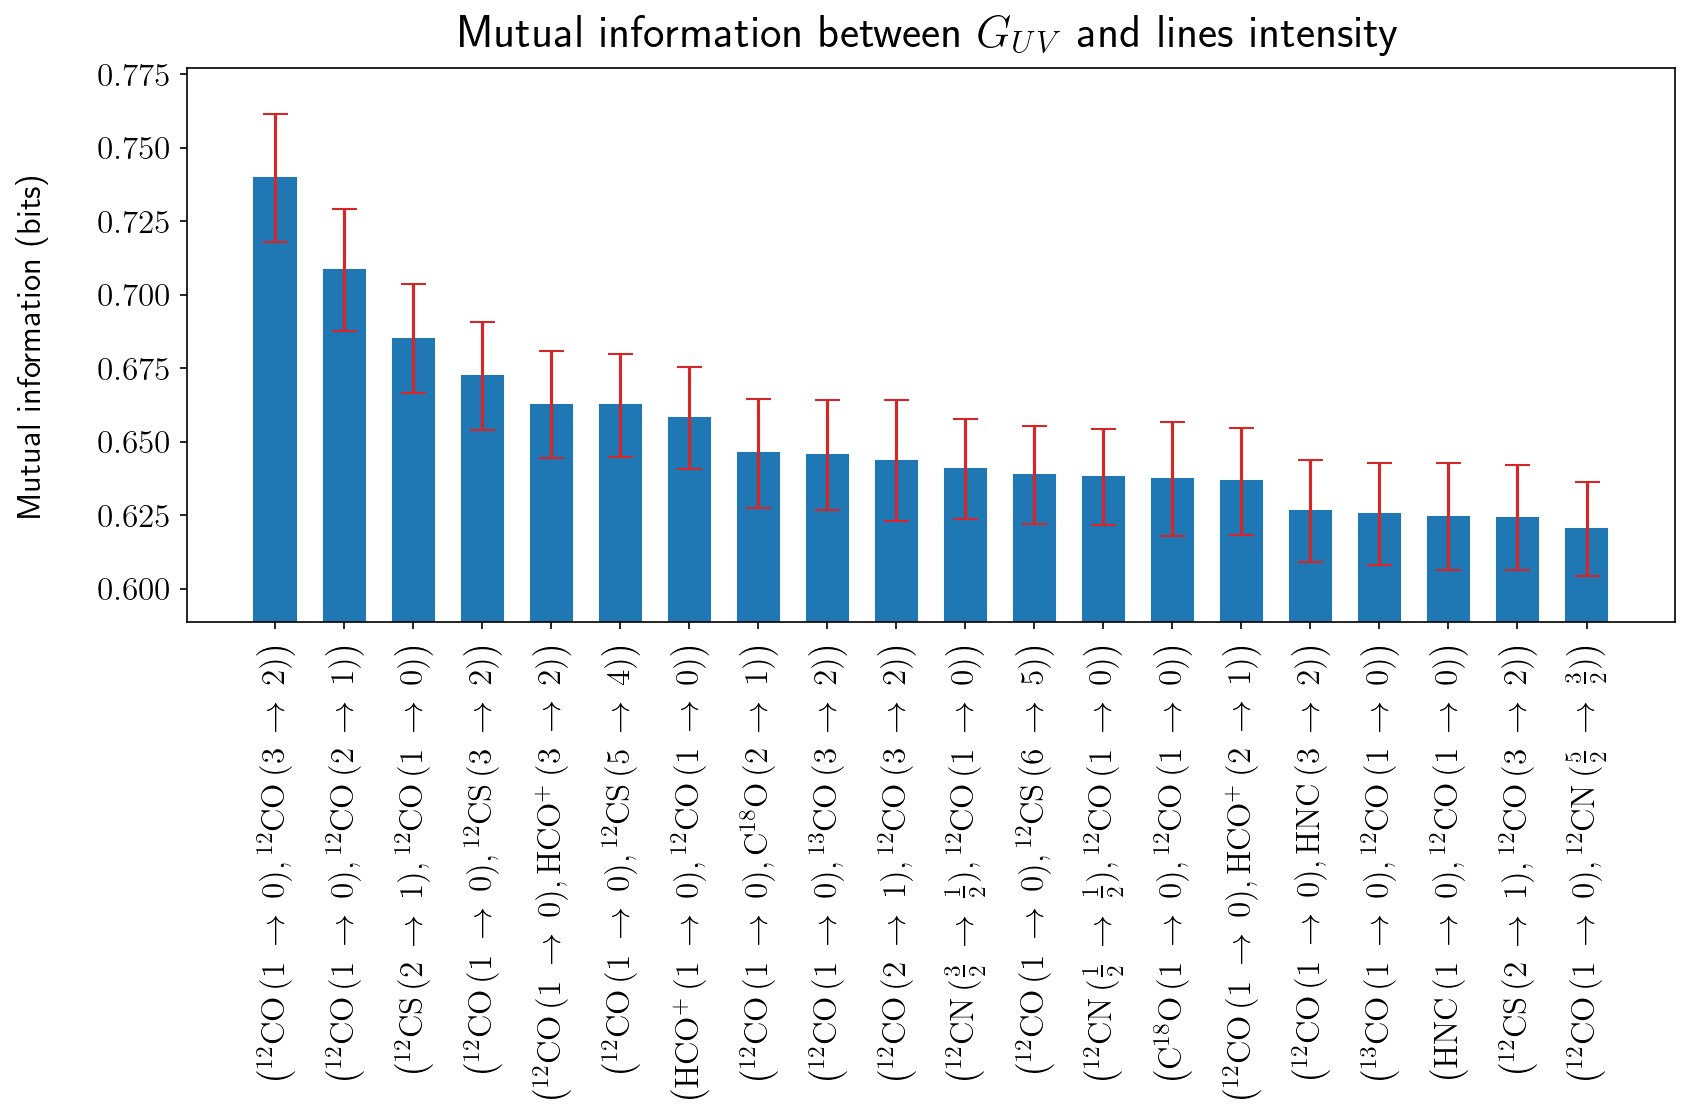 Mutual information between $G_{UV}$ and lines intensity
Mutual information (bits)
0.775
0.750
0.725
0.700
0.675
0.650
0.625
0.600
(¹²CO (1 → 0), ¹²CO (3 → 2))
(¹²CO (1 → 0), ¹²CO (2 → 1))
(¹²CS (2 → 1), ¹²CO (1 → 0))
(¹²CO (1 → 0), ¹²CS (3 → 2))
(¹²CO (1 → 0), HCO⁺ (3 → 2))
(¹²CO (1 → 0), ¹²CS (5 → 4))
(HCO⁺ (1 → 0), ¹²CO (1 → 0))
(¹²CO (1 → 0), C¹⁸O (2 → 1))
(¹²CO (1 → 0), ¹³CO (3 → 2))
(¹²CO (2 → 1), ¹²CO (3 → 2))
(¹²CN (3/2 → 1/2), ¹²CO (1 → 0))
(¹²CO (1 → 0), ¹²CS (6 → 5))
(¹²CN (1/2 → 1/2), ¹²CO (1 → 0))
(C¹⁸O (1 → 0), ¹²CO (1 → 0))
(¹²CO (1 → 0), HCO⁺ (2 → 1))
(¹²CO (1 → 0), HNC (3 → 2))
(¹³CO (1 → 0), ¹²CO (1 → 0))
(HNC (1 → 0), ¹²CO (1 → 0))
(¹²CS (2 → 1), ¹²CO (3 → 2))
(¹²CO (1 → 0), ¹²CN (5/2 → 3/2))